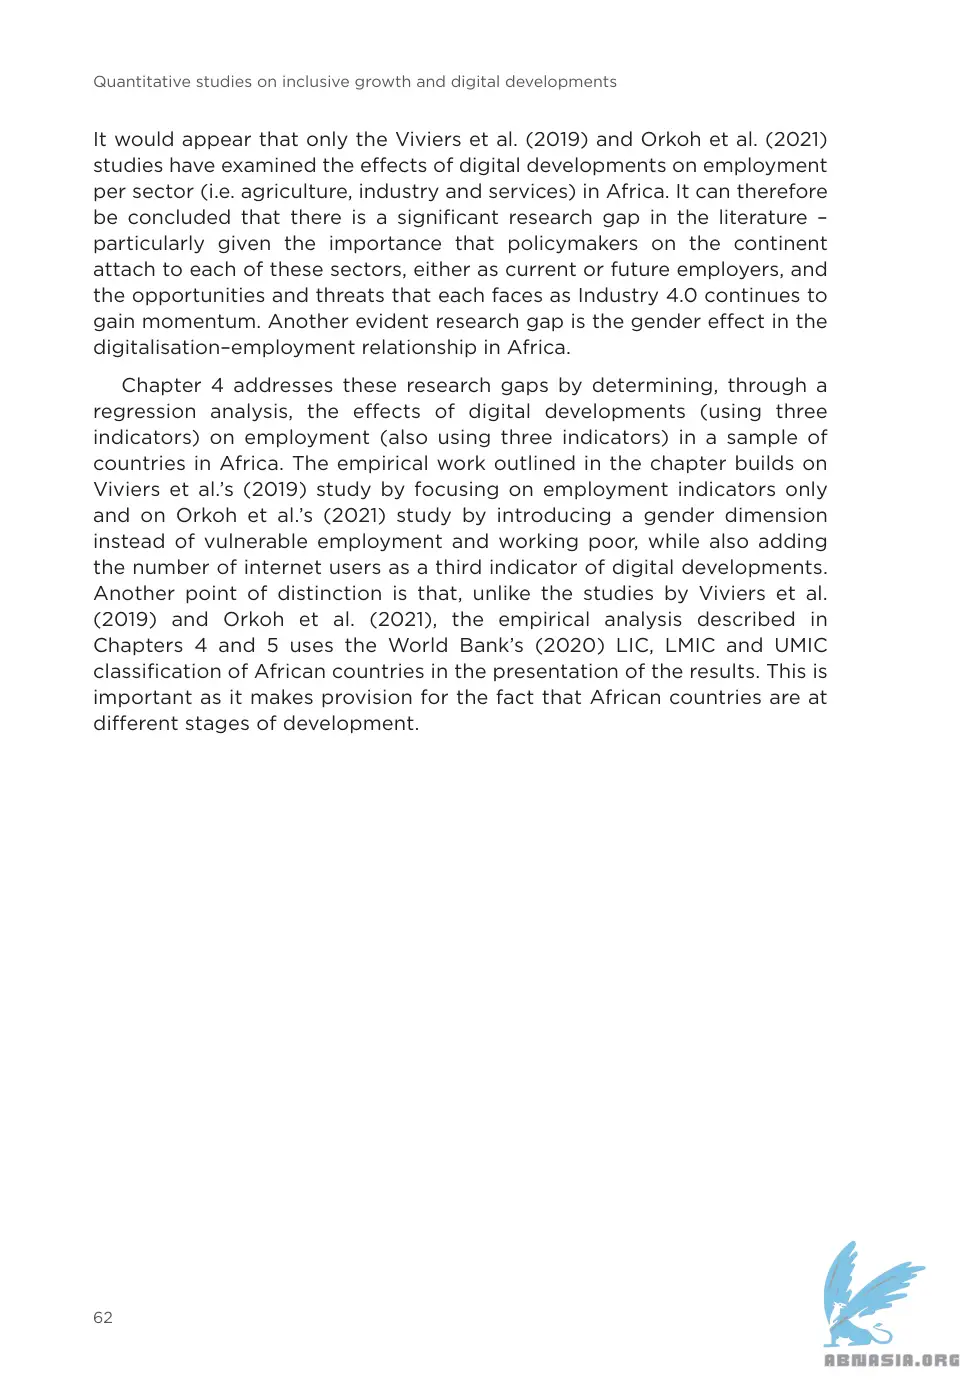 Quantitative studies on inclusive growth and digital developments
It would appear that only the Viviers et al. (2019) and Orkoh et al. (2021)
studies have examined the effects of digital developments on employment
per sector (i.e. agriculture, industry and services) in Africa. It can therefore
be concluded that there is a significant research gap in the literature –
particularly given the importance that policymakers on the continent
attach to each of these sectors, either as current or future employers, and
the opportunities and threats that each faces as Industry 4.0 continues to
gain momentum. Another evident research gap is the gender effect in the
digitalisation–employment relationship in Africa.
Chapter 4 addresses these research gaps by determining, through a
regression analysis, the effects of digital developments (using three
indicators) on employment (also using three indicators) in a sample of
countries in Africa. The empirical work outlined in the chapter builds on
Viviers et al.’s (2019) study by focusing on employment indicators only
and on Orkoh et al.’s (2021) study by introducing a gender dimension
instead of vulnerable employment and working poor, while also adding
the number of internet users as a third indicator of digital developments.
Another point of distinction is that, unlike the studies by Viviers et al.
(2019) and Orkoh et al. (2021), the empirical analysis described in
Chapters 4 and 5 uses the World Bank’s (2020) LIC, LMIC and UMIC
classification of African countries in the presentation of the results. This is
important as it makes provision for the fact that African countries are at
different stages of development.
62
ABNASIA.ORG